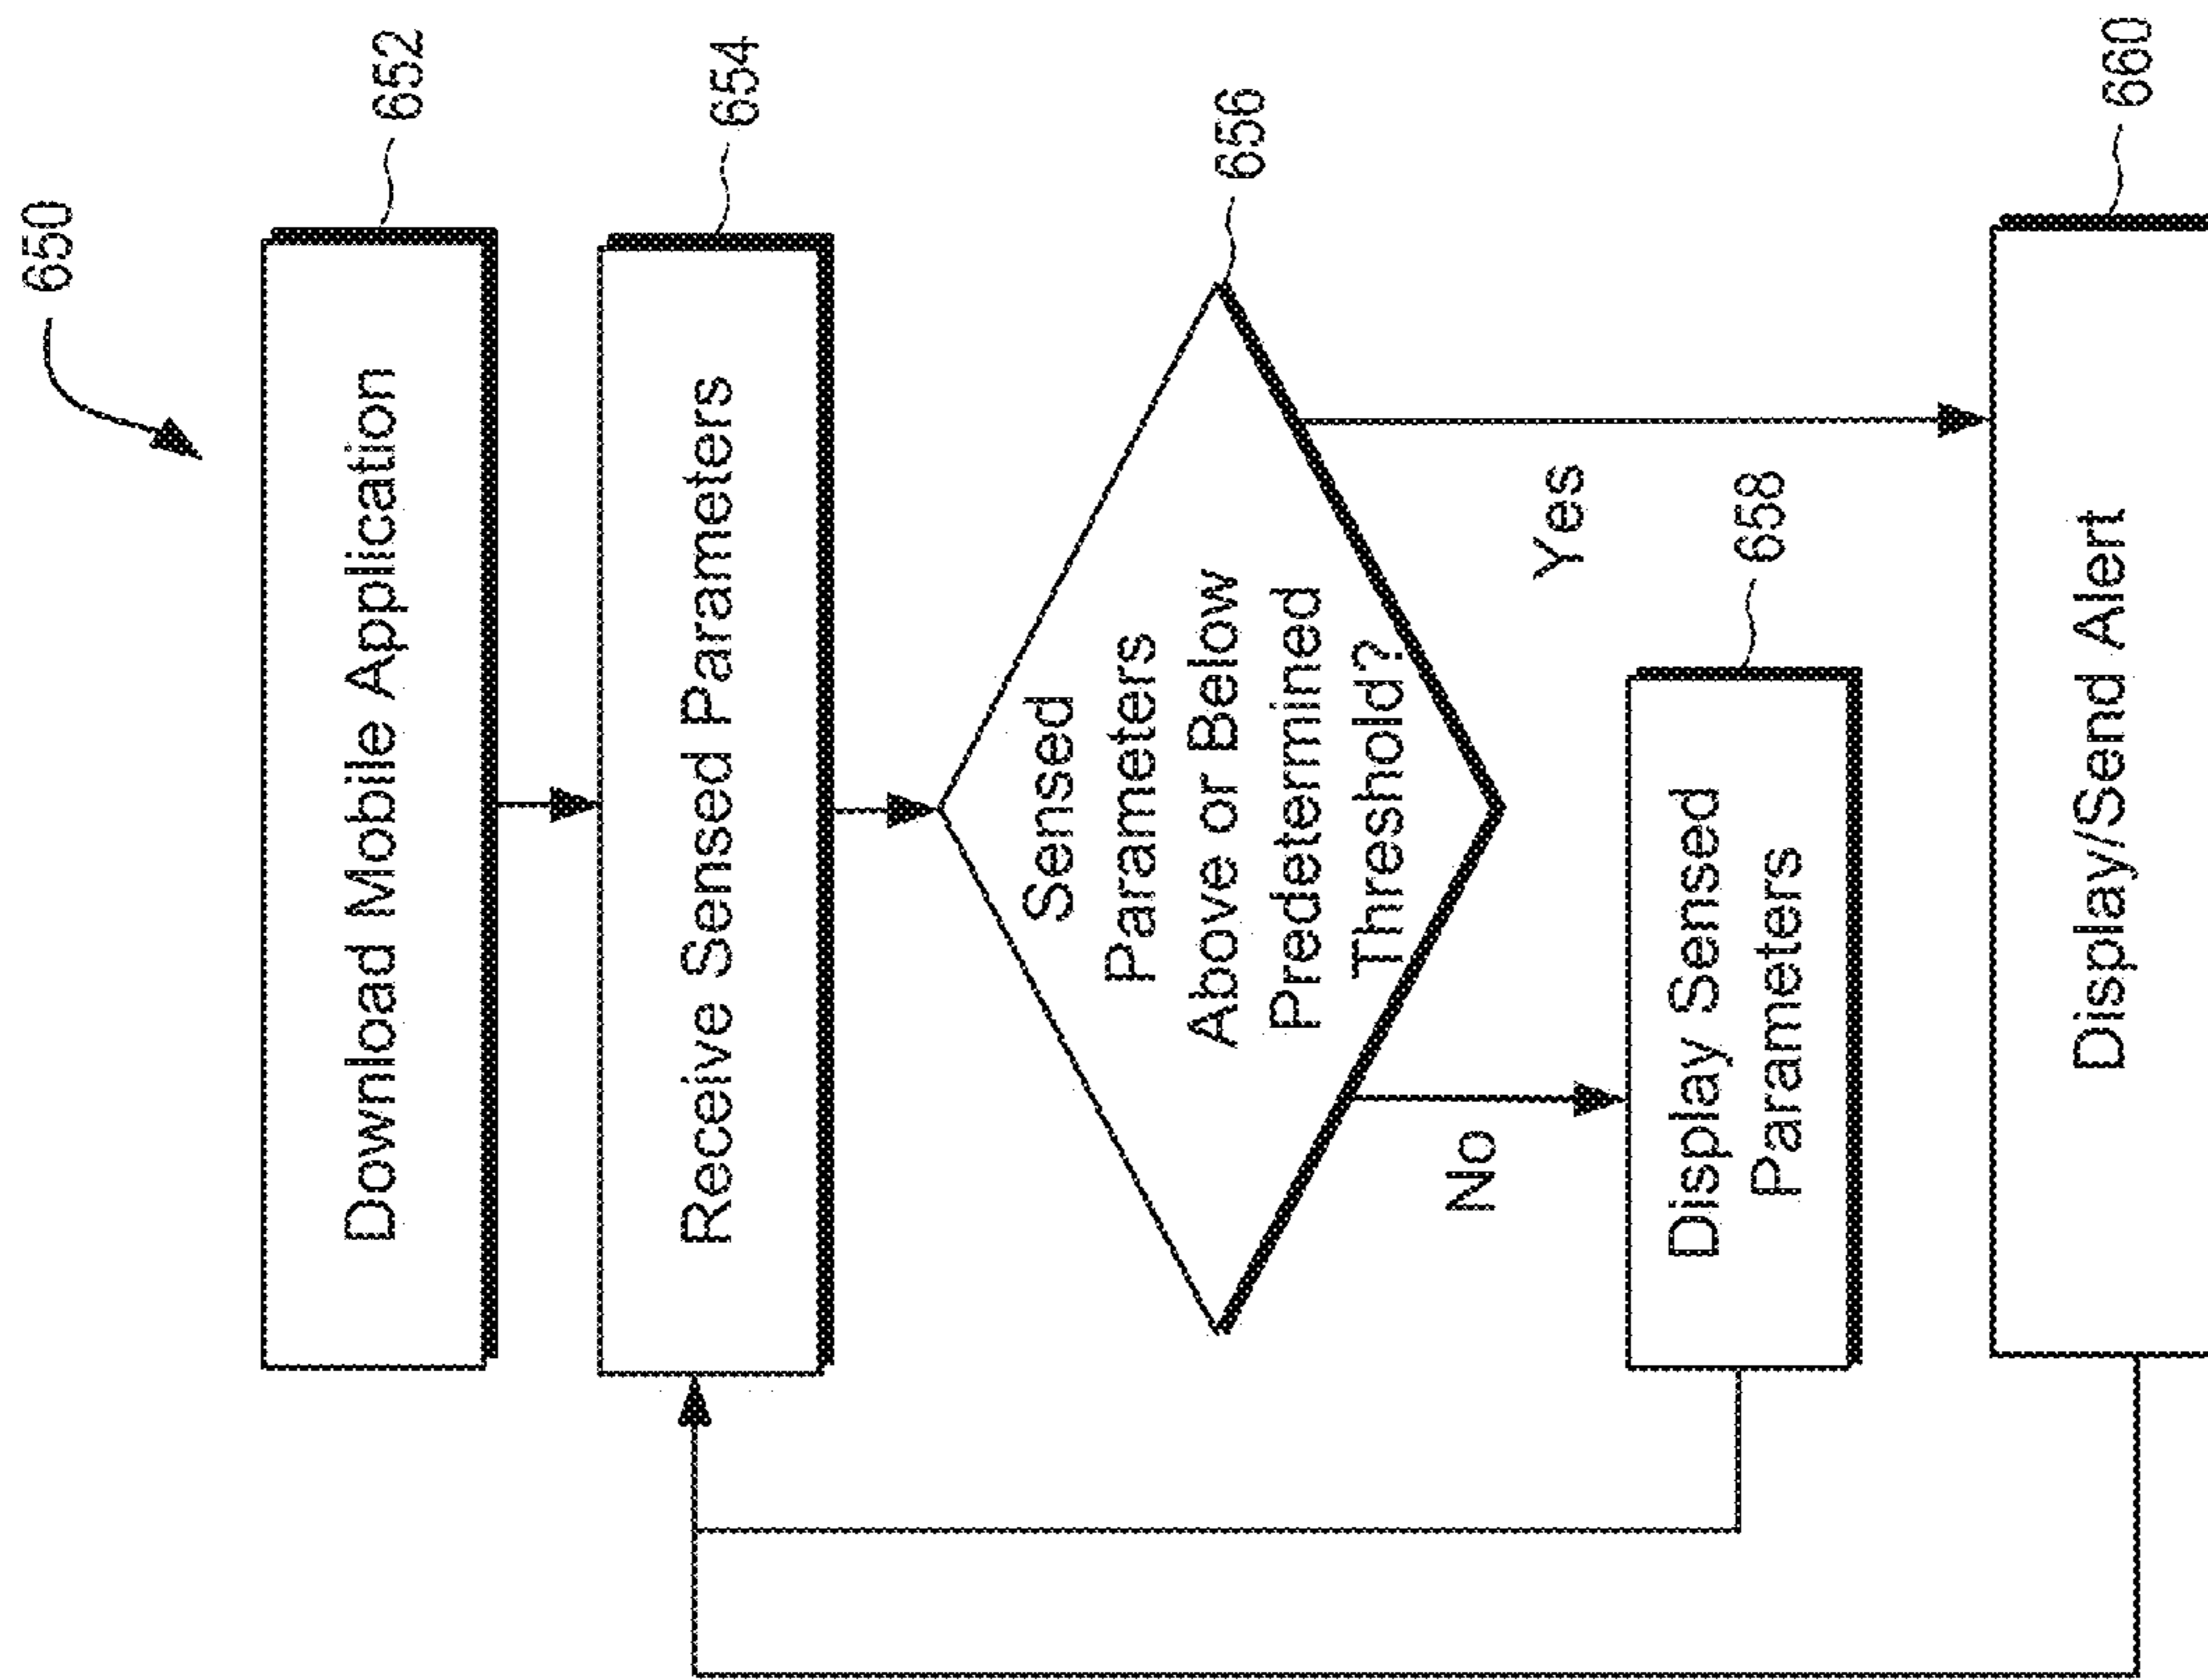 650
Download Mobile Application
652
Receive Sensed Parameters
654
Sensed
Parameters
Above or Below
Predetermined
Threshold?
656
No
Yes
Display Sensed
Parameters
658
Display/Send Alert
660